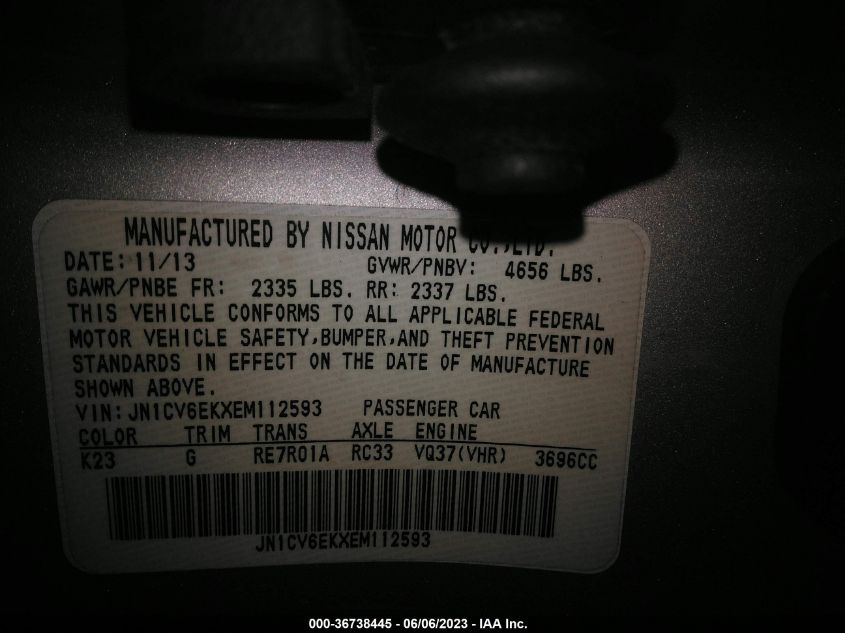 MANUFACTURED BY NISSAN MOTOR CO.,LTD.
DATE: 11/13 GVWR/PNBV: 4656 LBS.
GAWR/PNBE FR: 2335 LBS. RR: 2337 LBS.
THIS VEHICLE CONFORMS TO ALL APPLICABLE FEDERAL
MOTOR VEHICLE SAFETY,BUMPER,AND THEFT PREVENTION
STANDARDS IN EFFECT ON THE DATE OF MANUFACTURE
SHOWN ABOVE.
VIN: JN1CV6EKXEM112593 PASSENGER CAR
COLOR TRIM TRANS AXLE ENGINE
K23 G RE7R01A RC33 VQ37(VHR) 3696CC
JN1CV6EKXEM112593
000-36738445 - 06/06/2023 - IAA Inc.